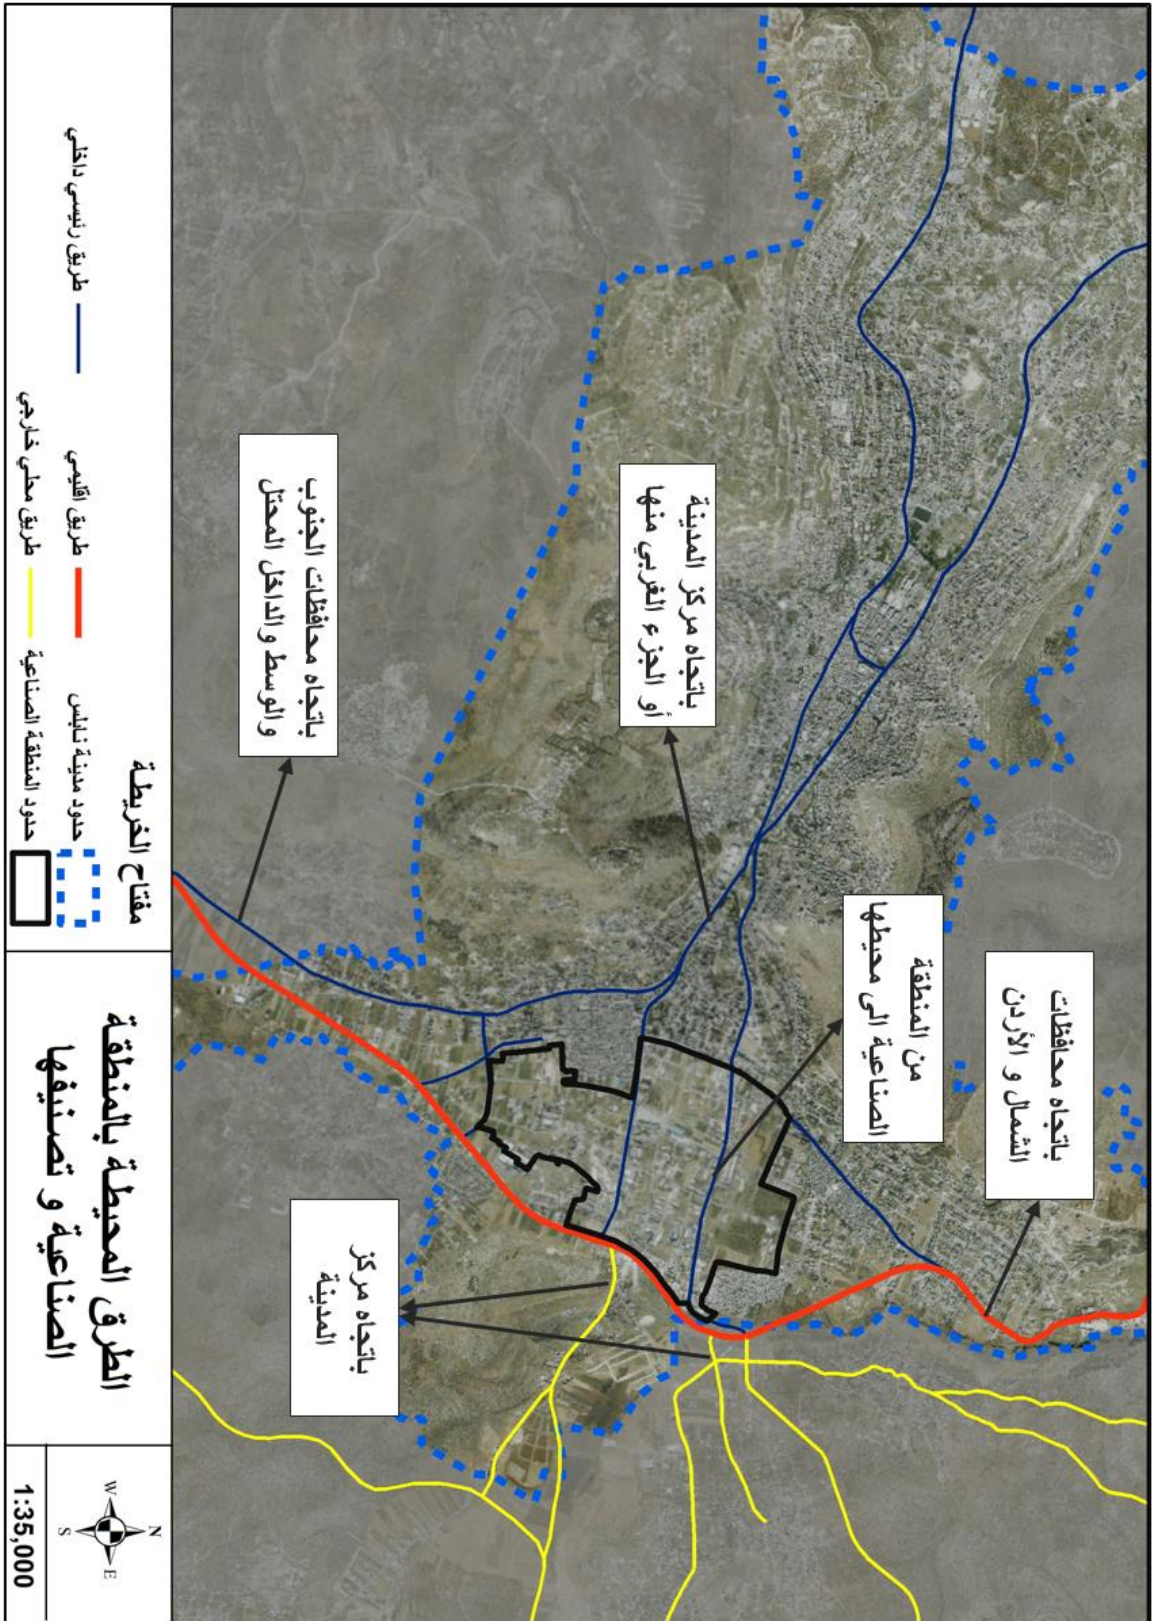 باتجاه محافظات
الشمال و الأردن
من المنطقة
الصناعية الى محيطها
باتجاه مركز المدينة
أو الجزء الغربي منها
باتجاه محافظات الجنوب
والوسط والداخل المحتل
باتجاه مركز
المدينة
مفتاح الخريطة
حدود مدينة نابلس
طريق اقليمي
طريق رئيسي داخلي
حدود المنطقة الصناعية
طريق محلي خارجي
الطرق المحيطة بالمنطقة
الصناعية و تصنيفها
N
W
E
S
1:35,000